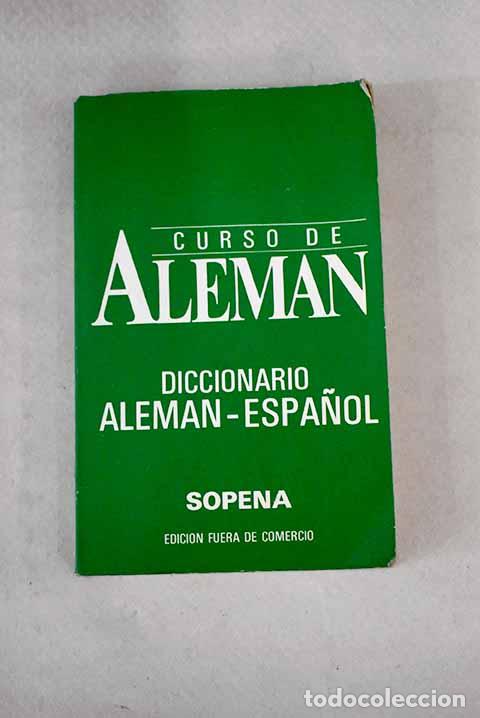 CURSO DE
ALEMAN
DICCIONARIO
ALEMAN-ESPAÑOL
SOPENA
EDICION FUERA DE COMERCIO
todocoleccion